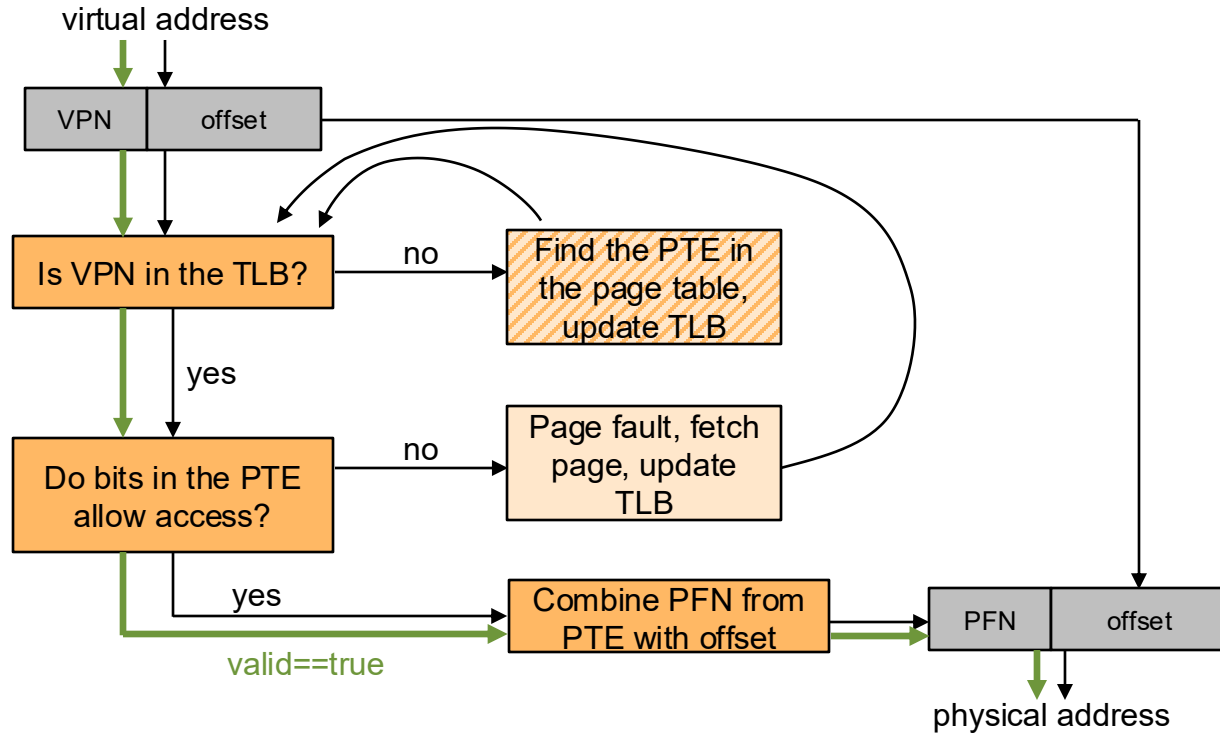 virtual address
VPN
offset
Is VPN in the TLB?
no
Find the PTE in
the page table,
update TLB
yes
Do bits in the PTE
allow access?
no
Page fault, fetch
page, update
TLB
yes
valid==true
Combine PFN from
PTE with offset
PFN
offset
physical address